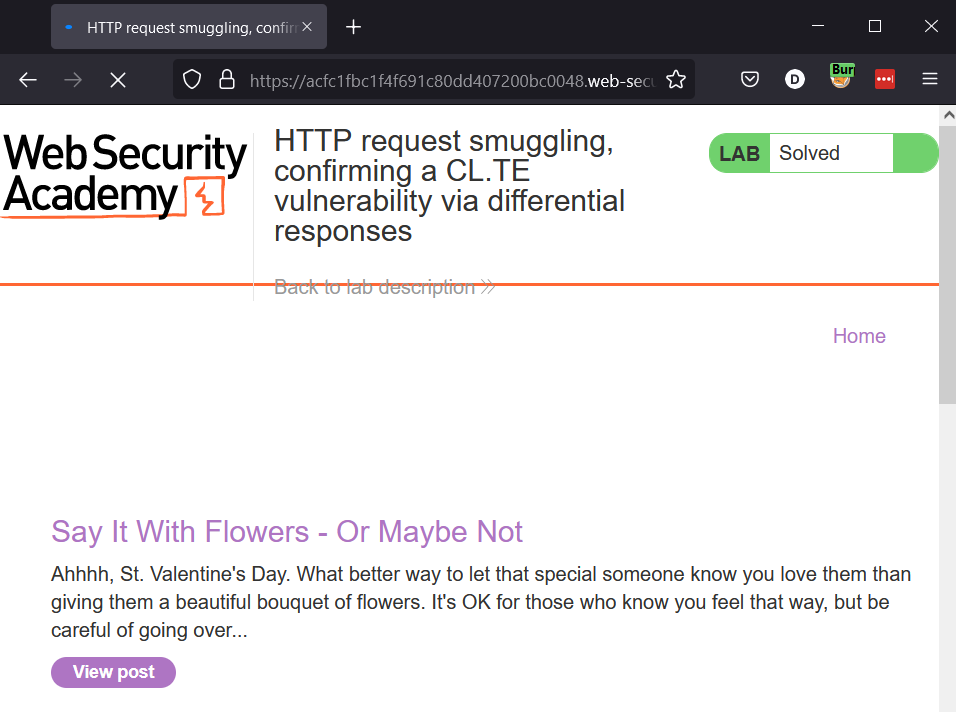 HTTP request smuggling, confirm
https://acfc1fbc1f4f691c80dd407200bc0048.web-sec
D
Bur
Web Security
Academy
HTTP request smuggling,
confirming a CL.TE
vulnerability via differential
responses
Back to lab description
LAB Solved
Home
Say It With Flowers - Or Maybe Not
Ahhhh, St. Valentine's Day. What better way to let that special someone know you love them than
giving them a beautiful bouquet of flowers. It's OK for those who know you feel that way, but be
careful of going over...
View post